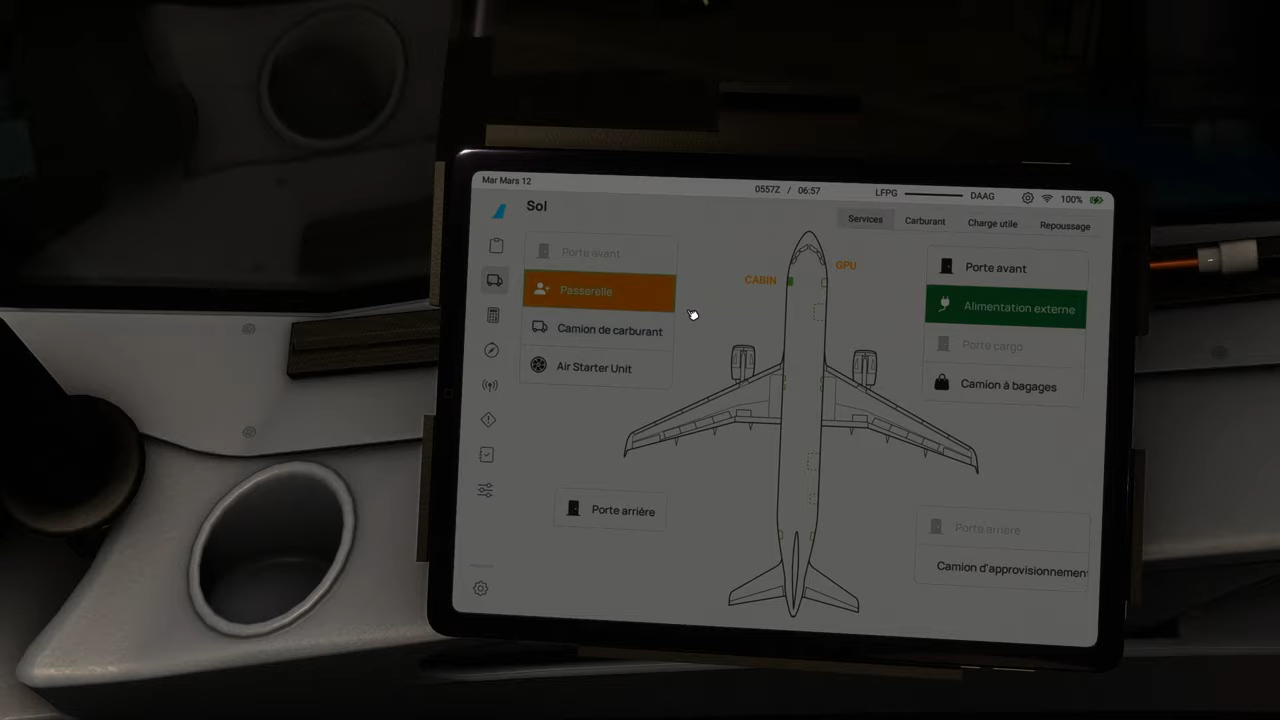 Mar Mars 12
0557Z / 06:57
LFPG
DAAG
100%
Sol
Services
Carburant
Charge utile
Repoussage
Porte avant
Passerelle
Camion de carburant
Air Starter Unit
CABIN
GPU
Porte avant
Alimentation externe
Porte cargo
Camion à bagages
Porte arrière
Porte arrière
Camion d'approvisionnement